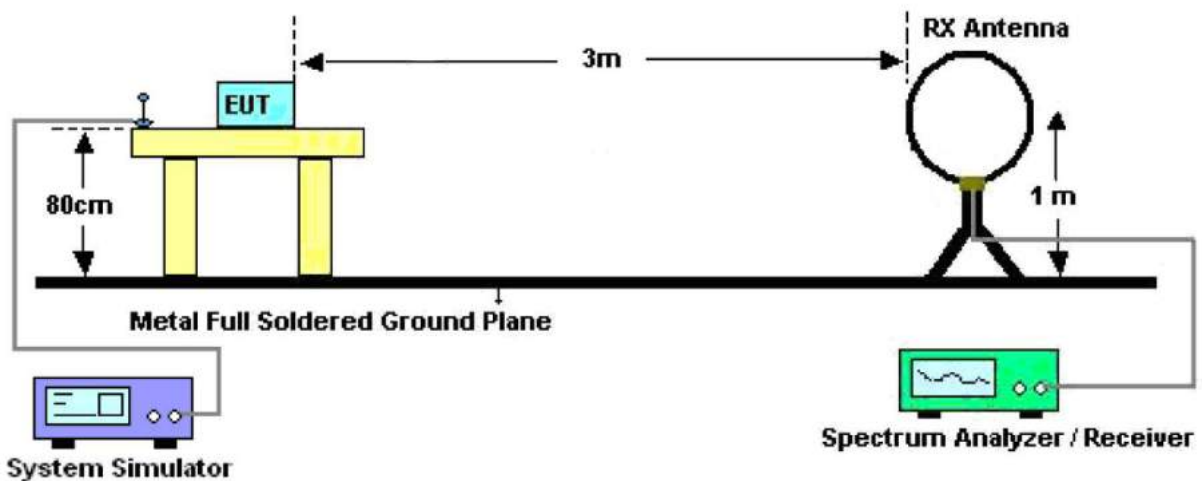 RX Antenna
3m
EUT
80cm
1 m
Metal Full Soldered Ground Plane
System Simulator
Spectrum Analyzer / Receiver